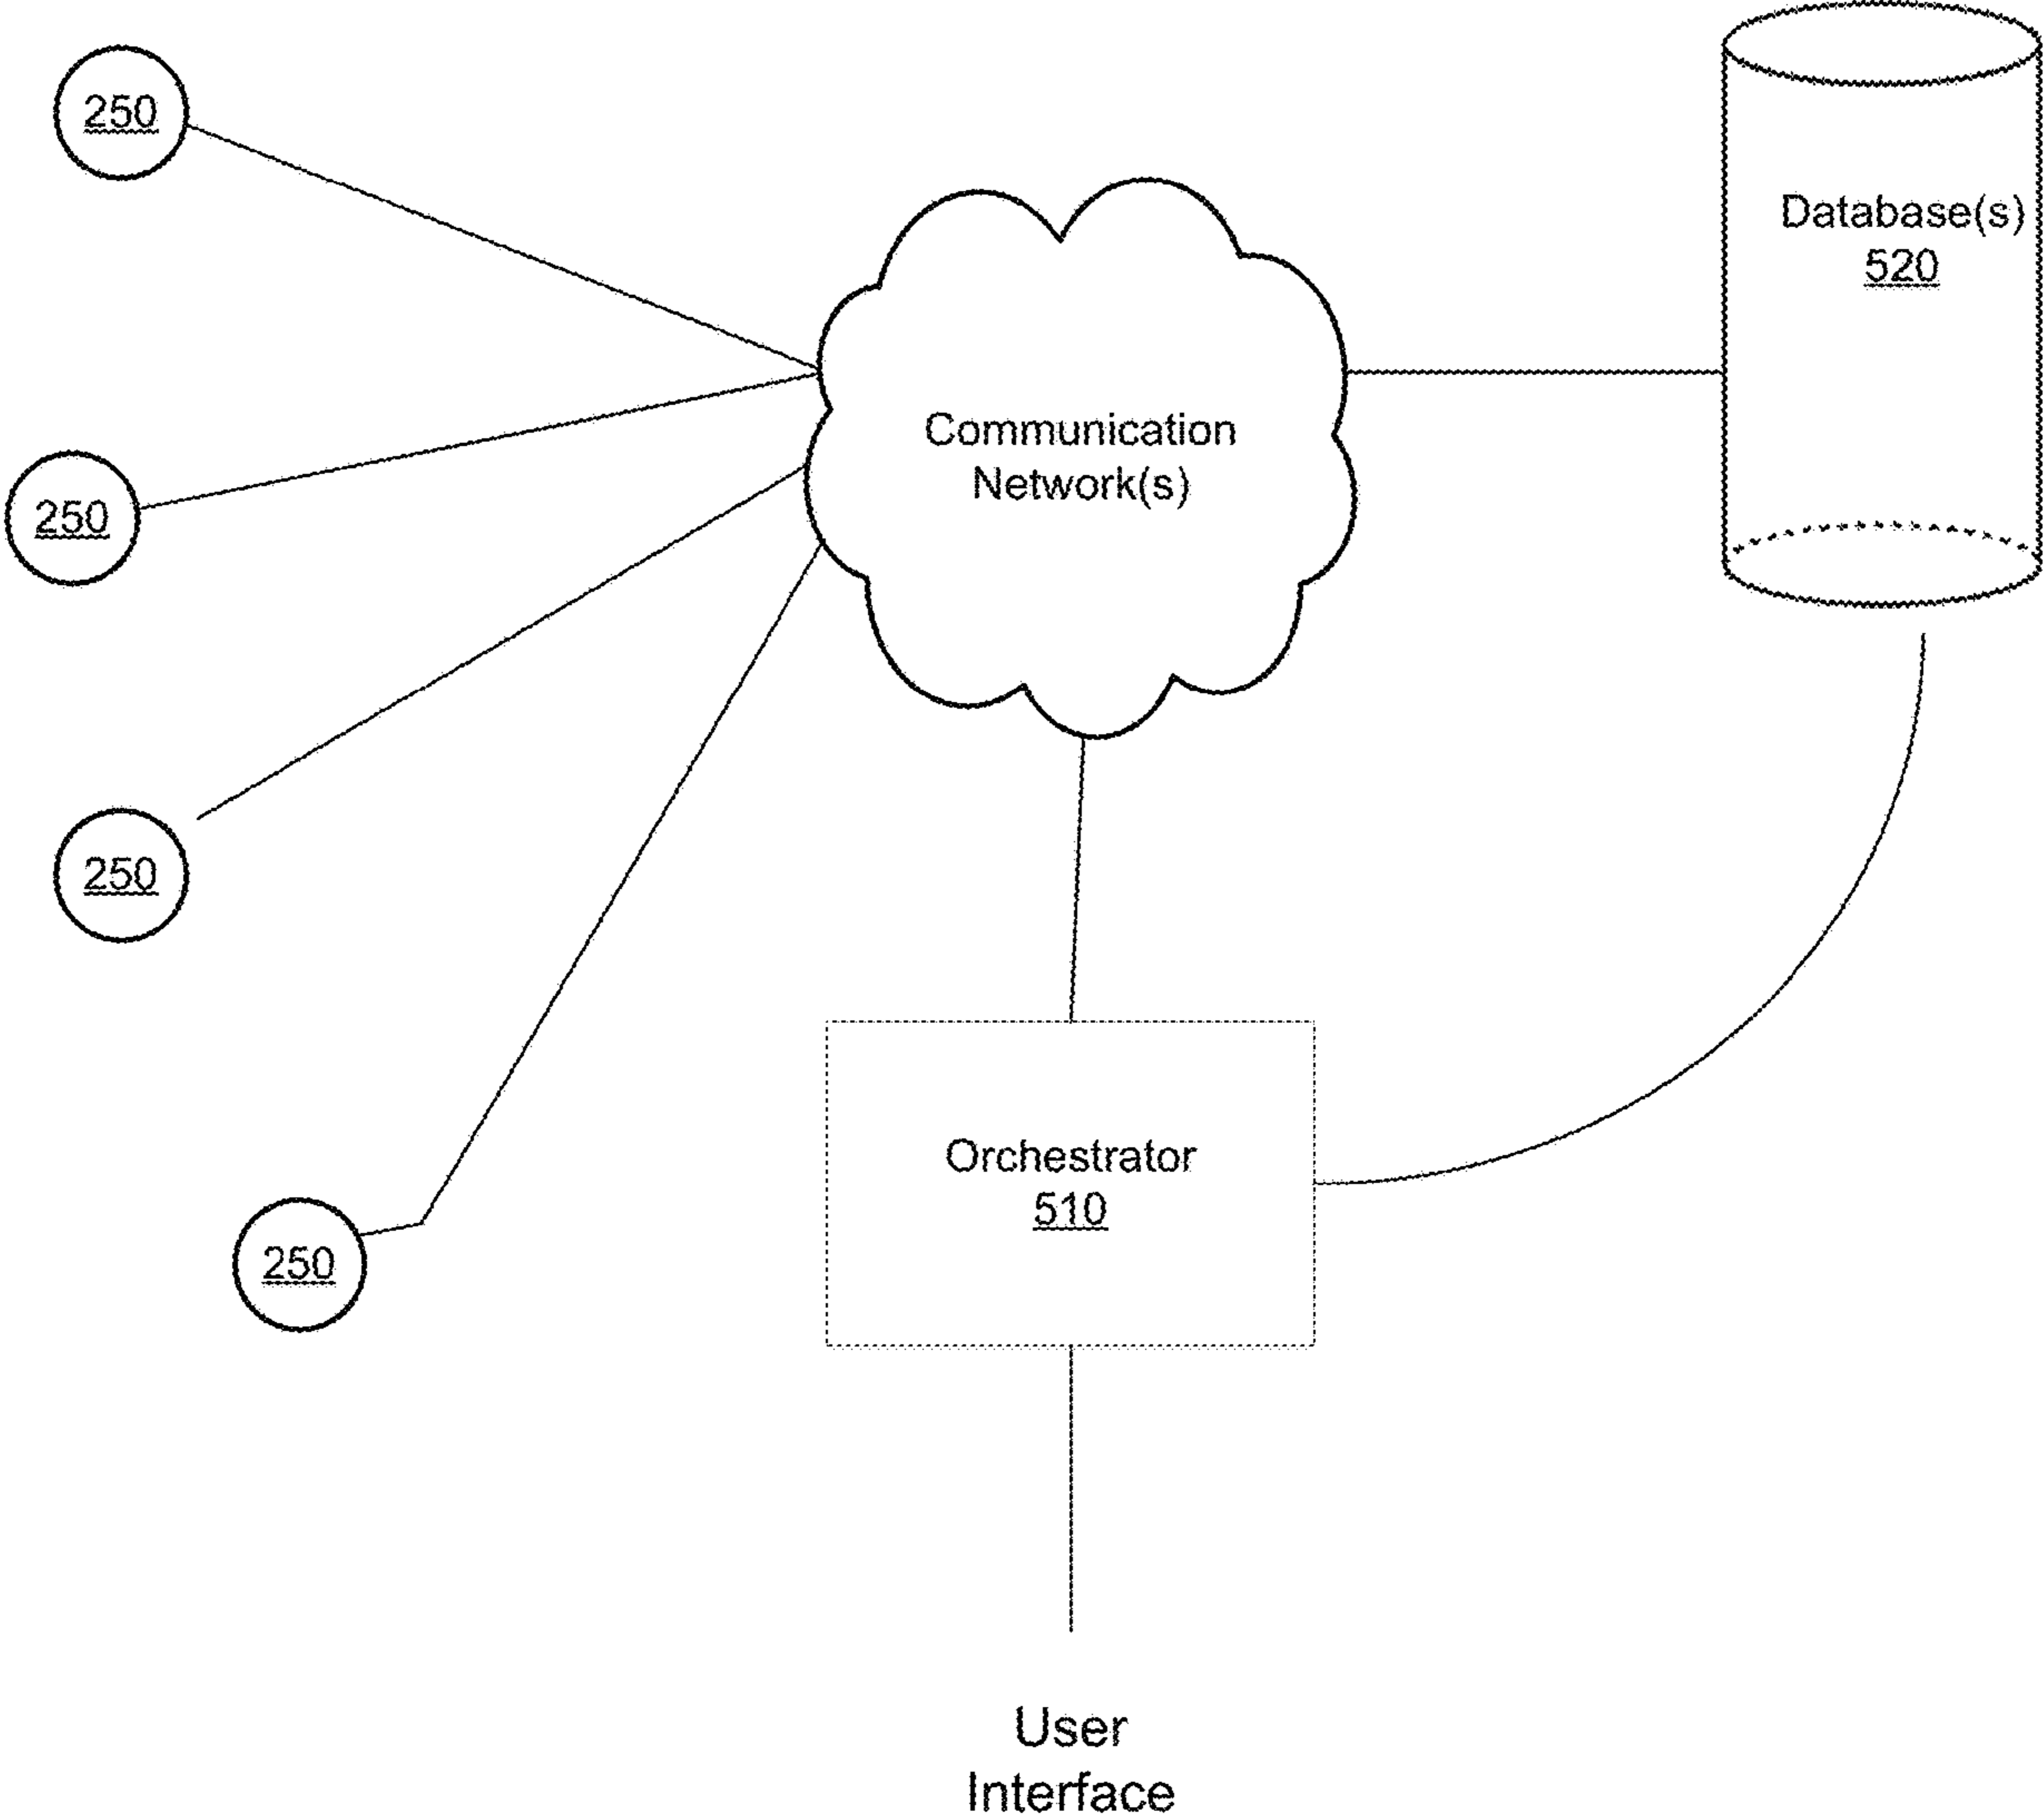 250
Database(s)
520
Communication
Network(s)
250
250
Orchestrator
510
250
User
Interface